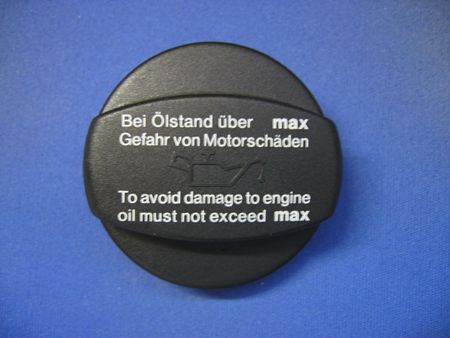 Bei Ölstand über max
Gefahr von Motorschäden
To avoid damage to engine
oil must not exceed max